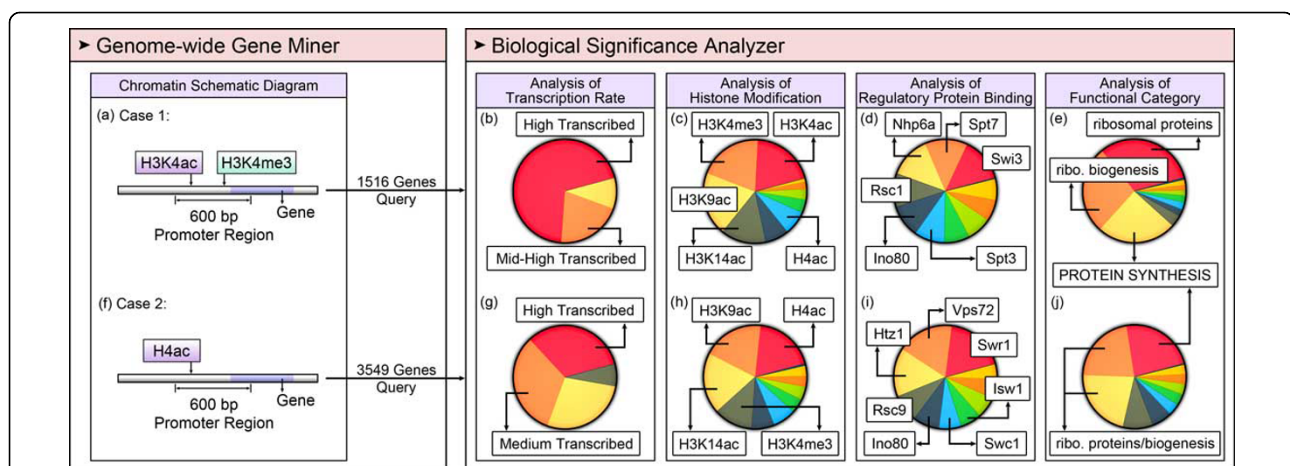 ➤ Genome-wide Gene Miner
➤ Biological Significance Analyzer
Chromatin Schematic Diagram
(a) Case 1:
H3K4ac
H3K4me3
600 bp
Gene
Promoter Region
1516 Genes
Query
(f) Case 2:
H4ac
600 bp
Gene
Promoter Region
3549 Genes
Query
Analysis of
Transcription Rate
(b)
High Transcribed
Mid-High Transcribed
(g)
High Transcribed
Medium Transcribed
Analysis of
Histone Modification
(c)
H3K4me3
H3K4ac
H3K9ac
H3K14ac
H4ac
(h)
H3K9ac
H4ac
H3K14ac
H3K4me3
Analysis of
Regulatory Protein Binding
(d)
Nhp6a
Spt7
Swi3
Rsc1
Ino80
Spt3
(i)
Vps72
Htz1
Swr1
Isw1
Rsc9
Ino80
Swc1
Analysis of
Functional Category
(e)
ribosomal proteins
ribo. biogenesis
PROTEIN SYNTHESIS
(j)
ribo. proteins/biogenesis